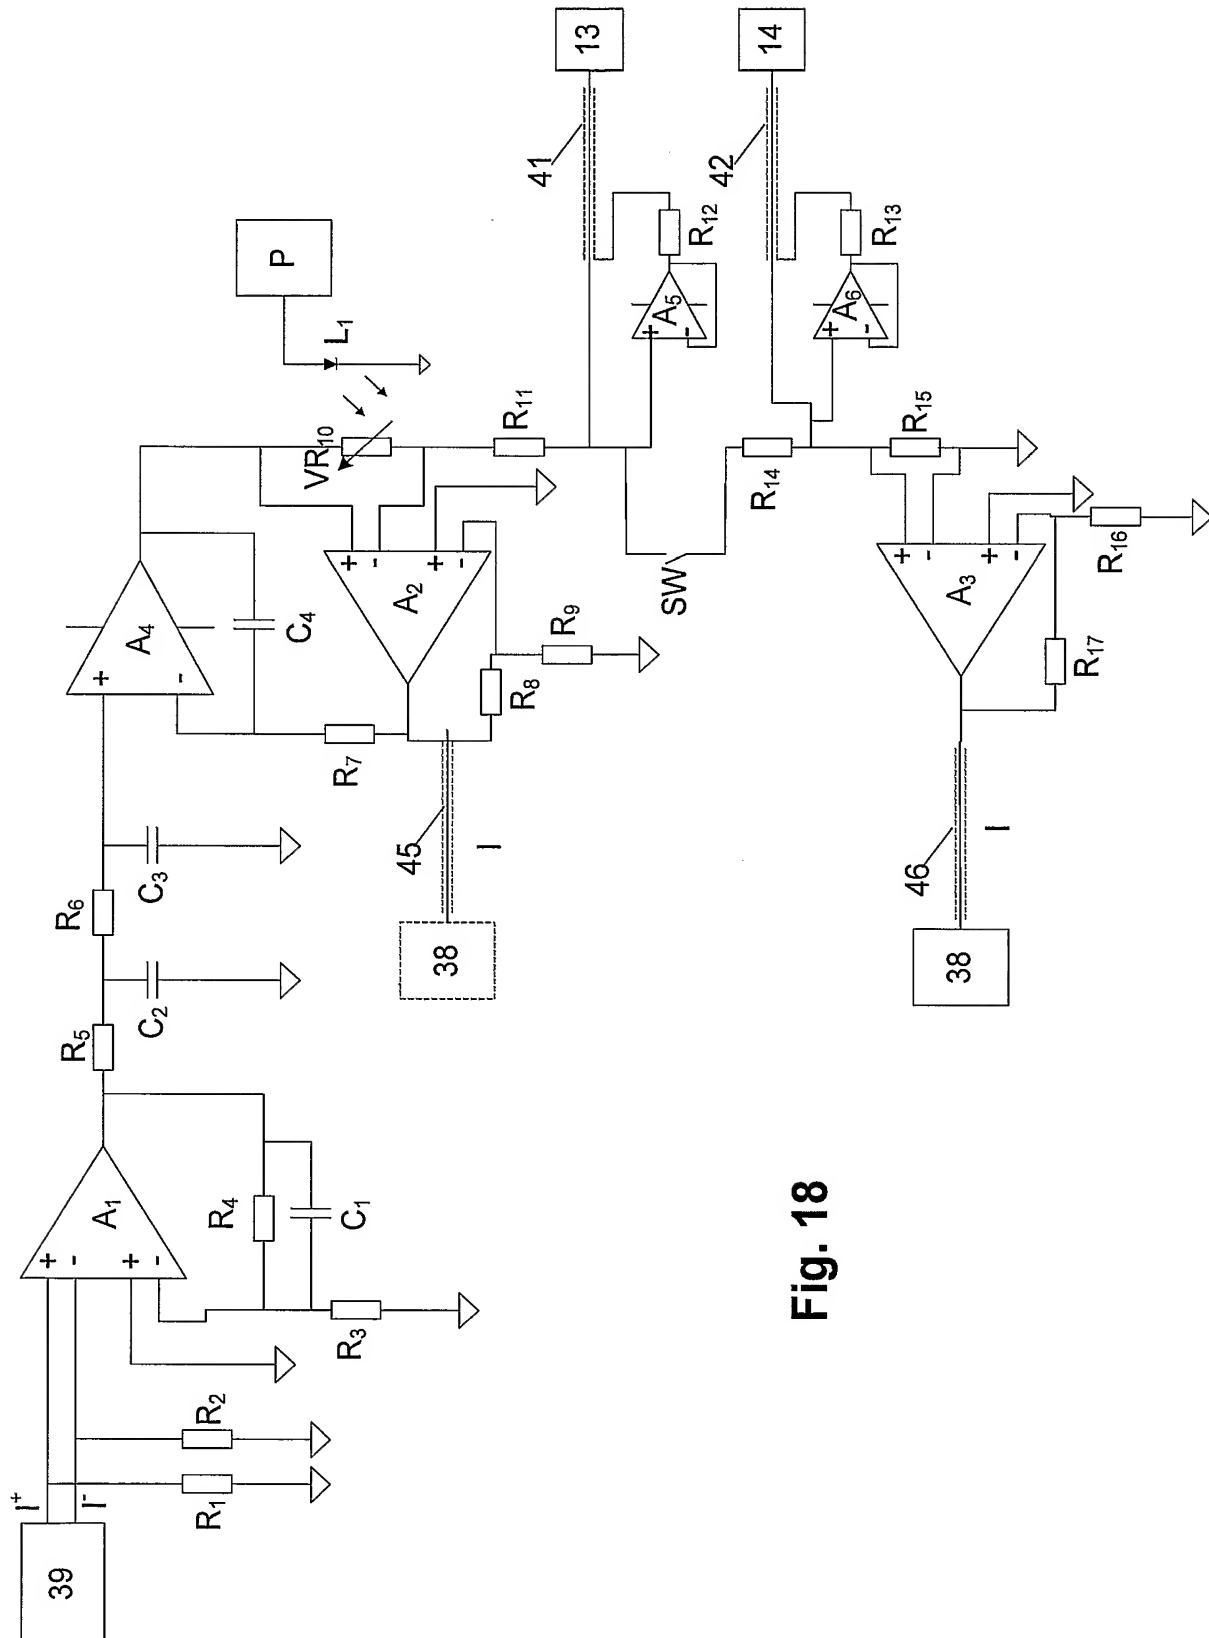 39
I+
I-
R1
R2
+
-
+
-
A1
R3
R4
C1
R5
C2
R6
C3
+
-
A4
C4
R7
A2
+
-
+
-
R8
R9
45
I
38
VR10
L1
P
R11
41
13
+
-
A5
R12
SW
R14
42
14
+
-
A6
R13
R15
A3
+
-
+
-
R16
R17
46
I
38
Fig. 18